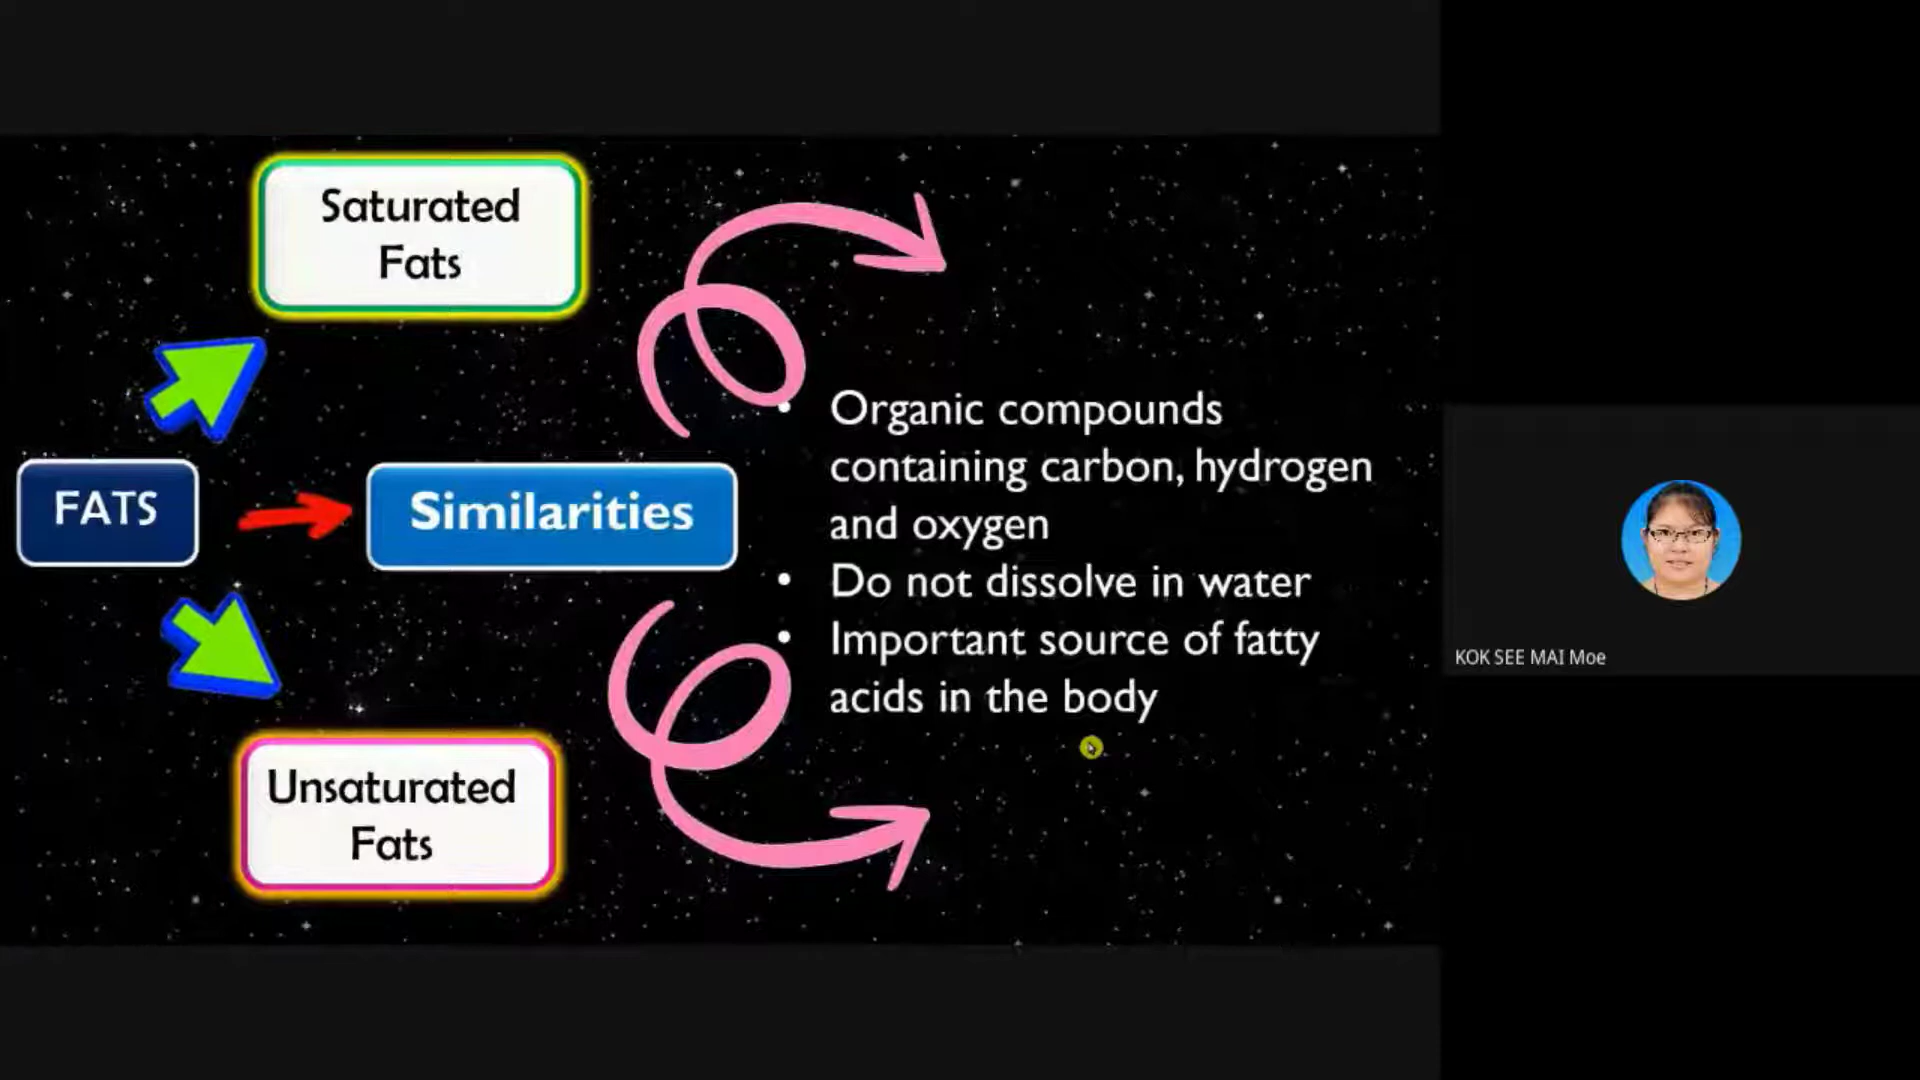 Saturated
Fats
FATS
Similarities
• Organic compounds
containing carbon, hydrogen
and oxygen
• Do not dissolve in water
• Important source of fatty
acids in the body
Unsaturated
Fats
KOK SEE MAI Moe